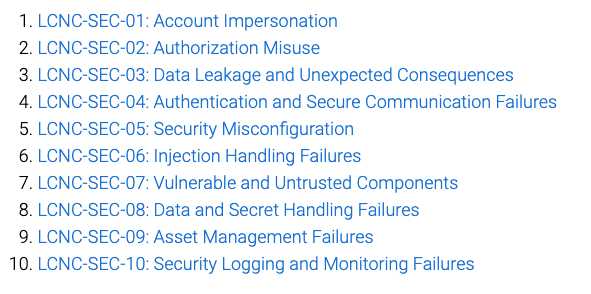 1. LCNC-SEC-01: Account Impersonation
2. LCNC-SEC-02: Authorization Misuse
3. LCNC-SEC-03: Data Leakage and Unexpected Consequences
4. LCNC-SEC-04: Authentication and Secure Communication Failures
5. LCNC-SEC-05: Security Misconfiguration
6. LCNC-SEC-06: Injection Handling Failures
7. LCNC-SEC-07: Vulnerable and Untrusted Components
8. LCNC-SEC-08: Data and Secret Handling Failures
9. LCNC-SEC-09: Asset Management Failures
10. LCNC-SEC-10: Security Logging and Monitoring Failures